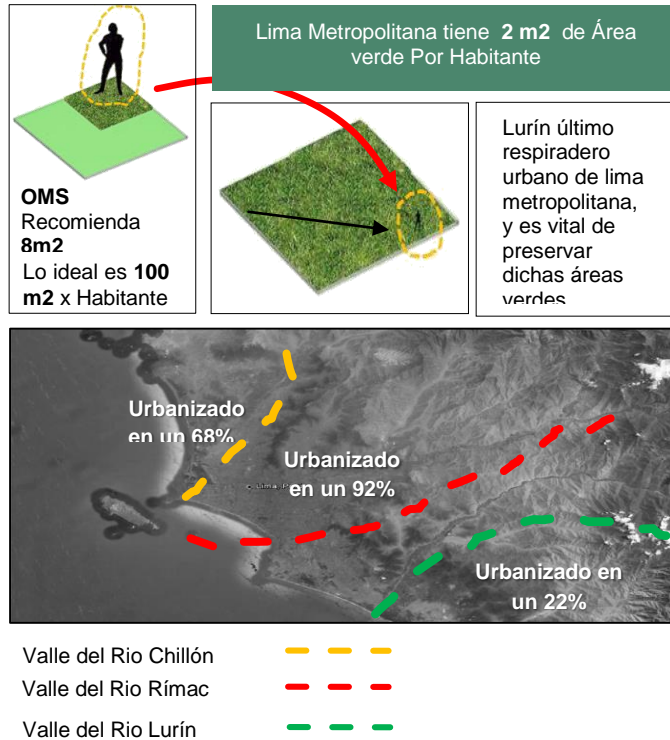 Lima Metropolitana tiene 2 m2 de Área
verde Por Habitante
OMS
Recomienda
8m2
Lo ideal es 100
m2 x Habitante
Lurín último
respiradero
urbano de lima
metropolitana,
y es vital de
preservar
dichas áreas
verdes
Urbanizado
en un 68%
Urbanizado
en un 92%
Lima P
Urbanizado en
un 22%
Valle del Rio Chillón
Valle del Rio Rímac
Valle del Rio Lurín